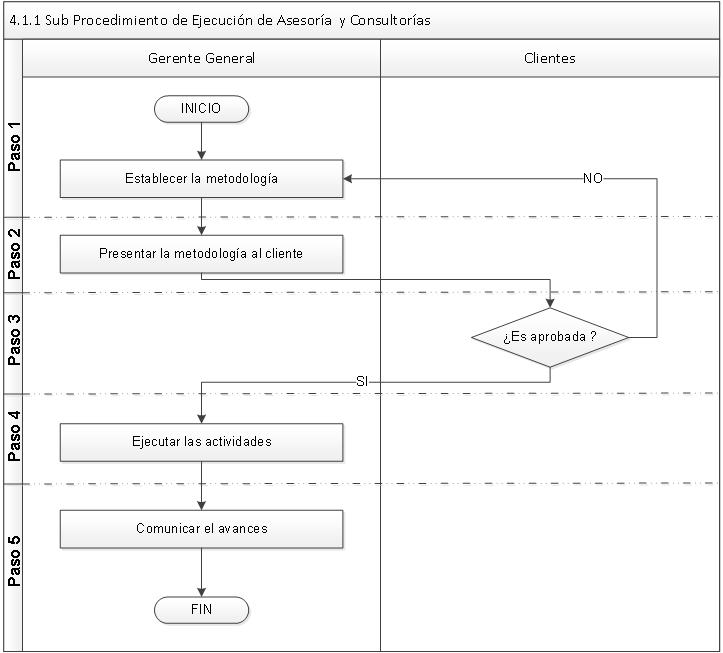 4.1.1 Sub Procedimiento de Ejecución de Asesoría y Consultorías
Gerente General
Clientes
Paso 1
INICIO
Establecer la metodología
NO
Paso 2
Presentar la metodología al cliente
Paso 3
¿Es aprobada ?
SI
Paso 4
Ejecutar las actividades
Paso 5
Comunicar el avances
FIN